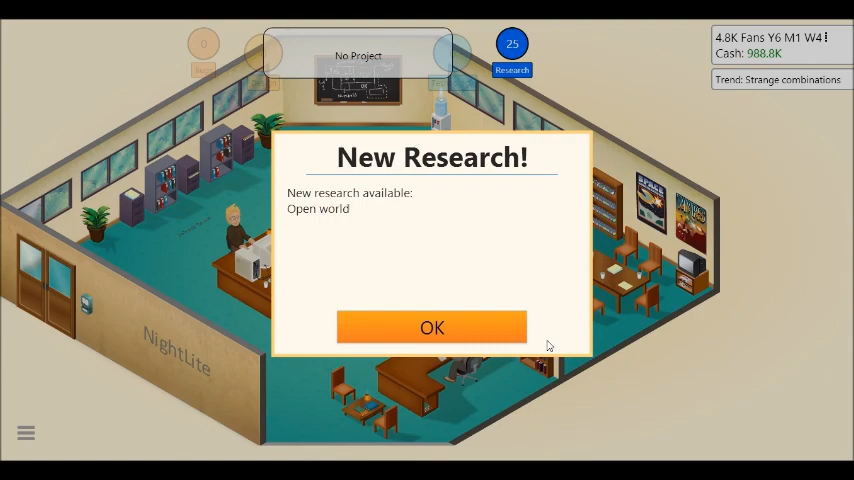 No Project
0
25
Research
4.8K Fans Y6 M1 W4
Cash: 988.8K
Trend: Strange combinations
New Research!
New research available:
Open world
OK
NightLite
SPACE